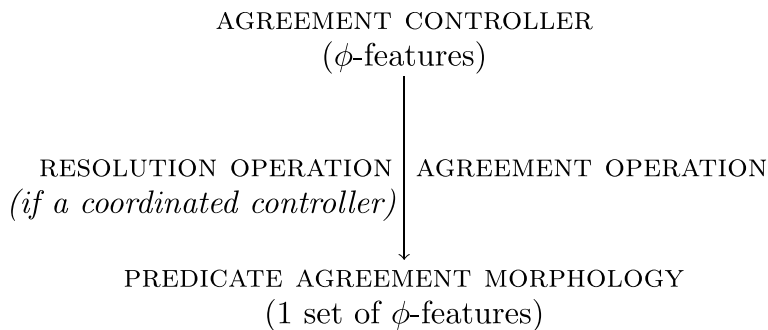 AGREEMENT CONTROLLER
(ϕ-features)
RESOLUTION OPERATION
(if a coordinated controller)
AGREEMENT OPERATION
PREDICATE AGREEMENT MORPHOLOGY
(1 set of ϕ-features)